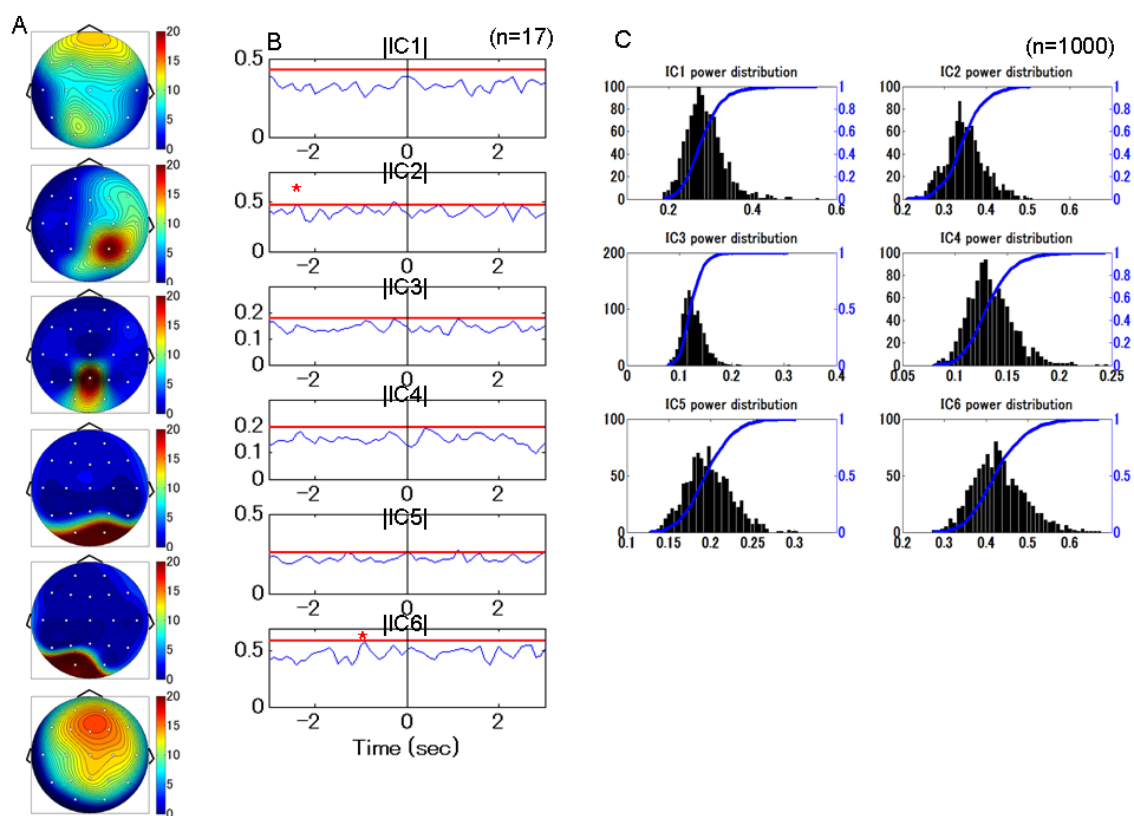 A
20
15
10
5
0
20
15
10
5
0
20
15
10
5
0
20
15
10
5
0
20
15
10
5
0
20
15
10
5
0
B
(n=17)
|IC1|
0.5
0
-2 0 2
|IC2|
*
0.5
0
-2 0 2
|IC3|
0.2
0.1
0
-2 0 2
|IC4|
0.2
0.1
0
-2 0 2
|IC5|
0.5
0
-2 0 2
|IC6|
*
0.5
0
-2 0 2
Time (sec)
C
(n=1000)
IC1 power distribution
100 1
80 0.8
60 0.6
40 0.4
20 0.2
0 0
0.2 0.4 0.6
IC2 power distribution
100 1
80 0.8
60 0.6
40 0.4
20 0.2
0 0
0.2 0.3 0.4 0.5 0.6
IC3 power distribution
200 1
100 0.5
0 0
0 0.1 0.2 0.3 0.4
IC4 power distribution
100 1
80 0.8
60 0.6
40 0.4
20 0.2
0 0
0.05 0.1 0.15 0.2 0.25
IC5 power distribution
100 1
50 0.5
0 0
0.1 0.15 0.2 0.25 0.3
IC6 power distribution
100 1
50 0.5
0 0
0.2 0.3 0.4 0.5 0.6